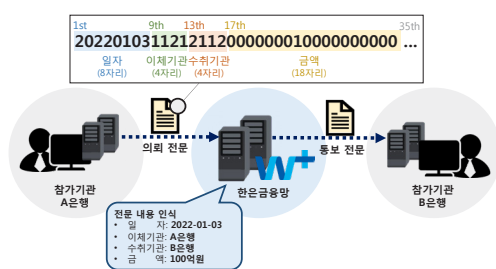 1st 9th 13th 17th 35th
2022010311212112000000010000000000 ...
일자 이체기관 수취기관 금액
(8자리) (4자리) (4자리) (18자리)
의뢰 전문 통보 전문
W+
참가기관
A은행
한은금융망
참가기관
B은행
전문 내용 인식
• 일 자: 2022-01-03
• 이체기관: A은행
• 수취기관: B은행
• 금 액: 100억원